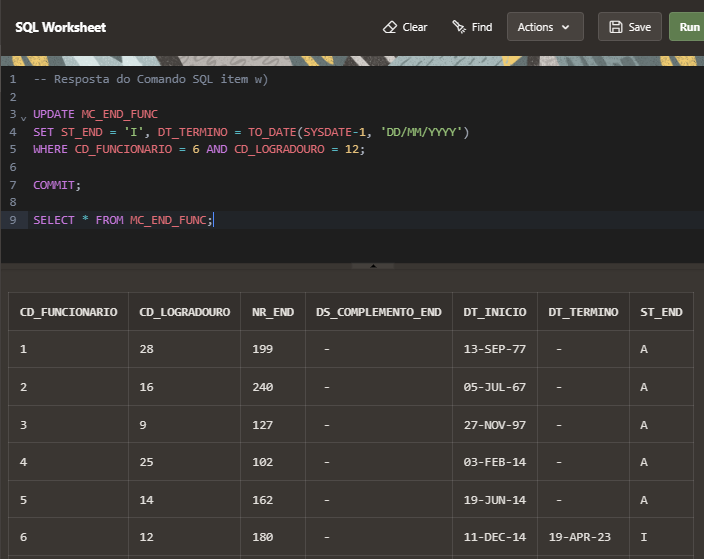 SQL Worksheet Clear Find Actions Save Run
1 -- Resposta do Comando SQL item w)
2
3 UPDATE MC_END_FUNC
4 SET ST_END = 'I', DT_TERMINO = TO_DATE(SYSDATE-1, 'DD/MM/YYYY')
5 WHERE CD_FUNCIONARIO = 6 AND CD_LOGRADOURO = 12;
6
7 COMMIT;
8
9 SELECT * FROM MC_END_FUNC;
CD_FUNCIONARIO CD_LOGRADOURO NR_END DS_COMPLEMENTO_END DT_INICIO DT_TERMINO ST_END
1 28 199 - 13-SEP-77 - A
2 16 240 - 05-JUL-67 - A
3 9 127 - 27-NOV-97 - A
4 25 102 - 03-FEB-14 - A
5 14 162 - 19-JUN-14 - A
6 12 180 - 11-DEC-14 19-APR-23 I